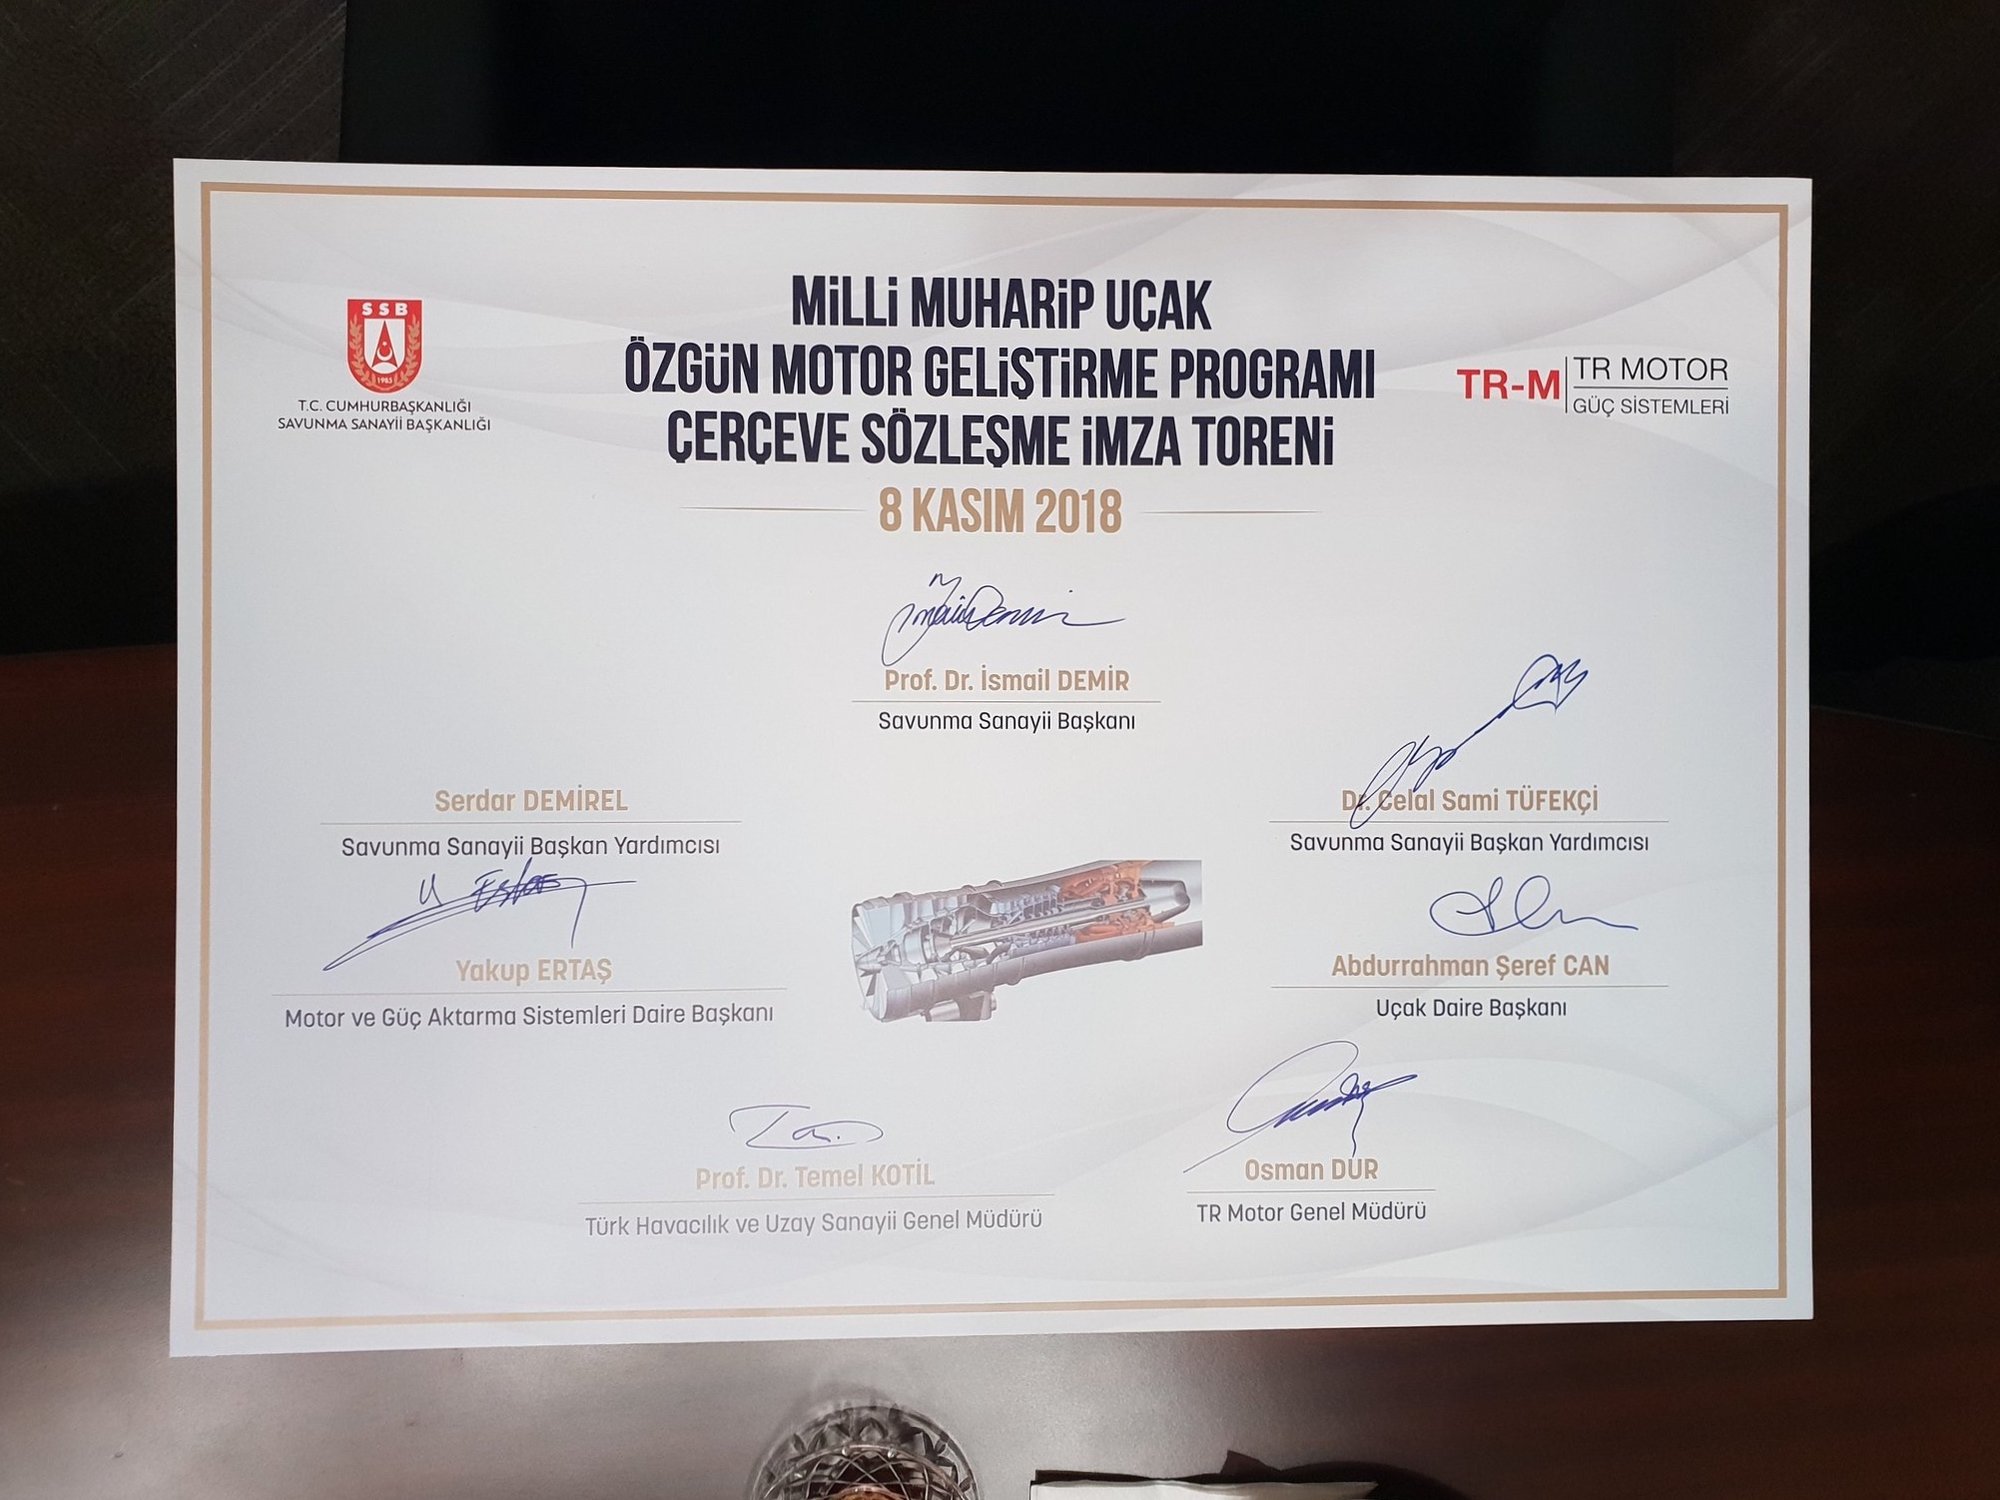 MİLLİ MUHARİP UÇAK
ÖZGÜN MOTOR GELİŞTİRME PROGRAMI
ÇERÇEVE SÖZLEŞME İMZA TORENİ
8 KASIM 2018
SSB
1985
T.C. CUMHURBAŞKANLIĞI
SAVUNMA SANAYİİ BAŞKANLIĞI
TR-M
TR MOTOR
GÜÇ SİSTEMLERİ
Prof. Dr. İsmail DEMİR
Savunma Sanayii Başkanı
Serdar DEMİREL
Savunma Sanayii Başkan Yardımcısı
Dr. Celal Sami TÜFEKÇİ
Savunma Sanayii Başkan Yardımcısı
Yakup ERTAŞ
Motor ve Güç Aktarma Sistemleri Daire Başkanı
Abdurrahman Şeref CAN
Uçak Daire Başkanı
Prof. Dr. Temel KOTİL
Türk Havacılık ve Uzay Sanayii Genel Müdürü
Osman DUR
TR Motor Genel Müdürü